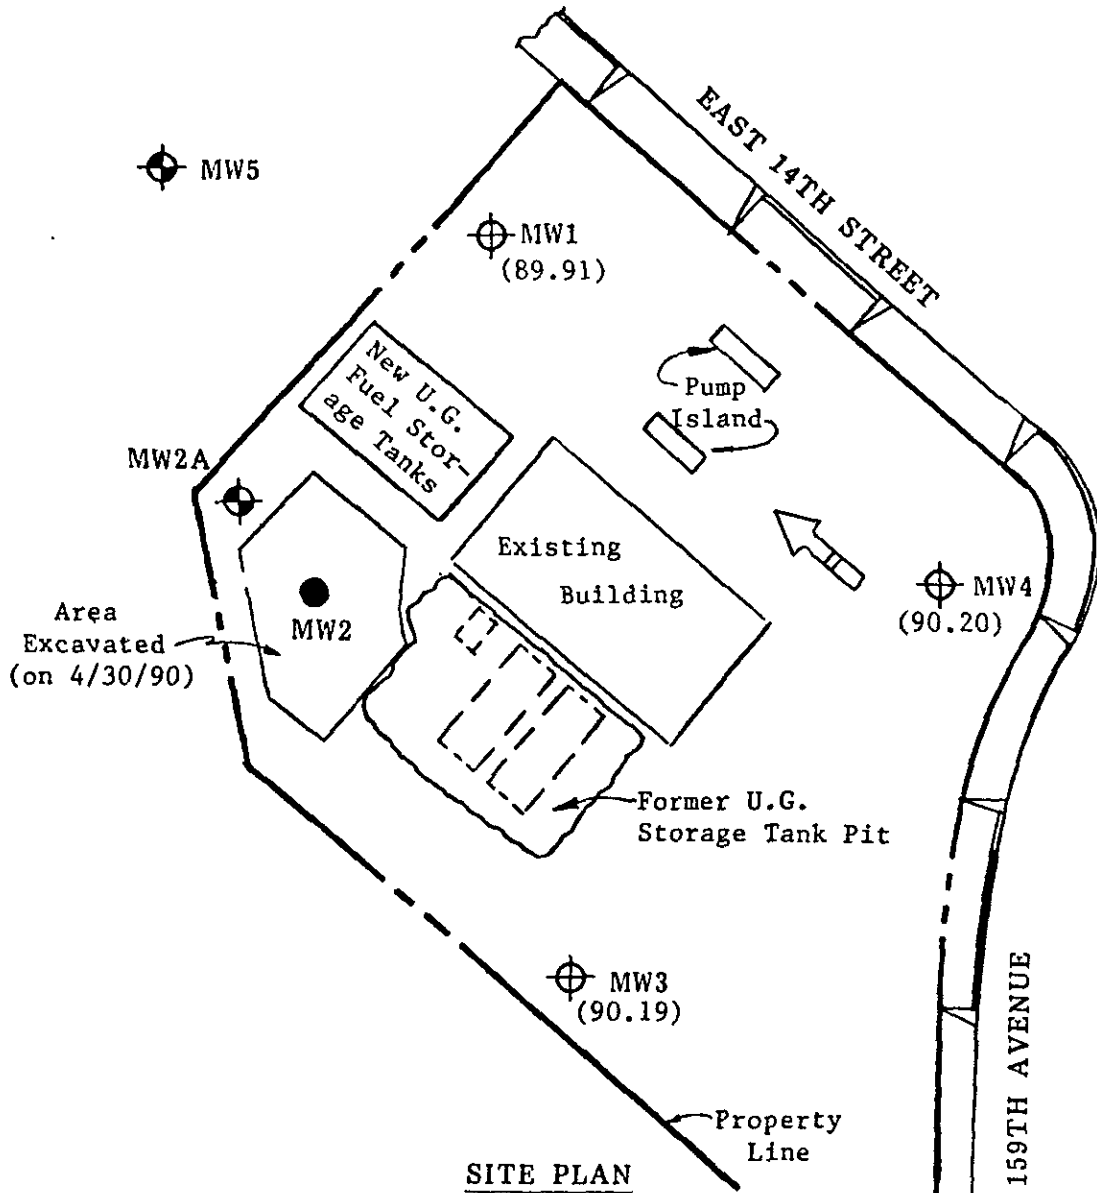 EAST 14TH STREET
MW5
MW1
(89.91)
New U.G.
Fuel Stor-
age Tanks
Pump
Island
MW2A
Existing
Building
MW4
(90.20)
Area
Excavated
(on 4/30/90)
MW2
Former U.G.
Storage Tank Pit
MW3
(90.19)
159TH AVENUE
Property
Line
SITE PLAN